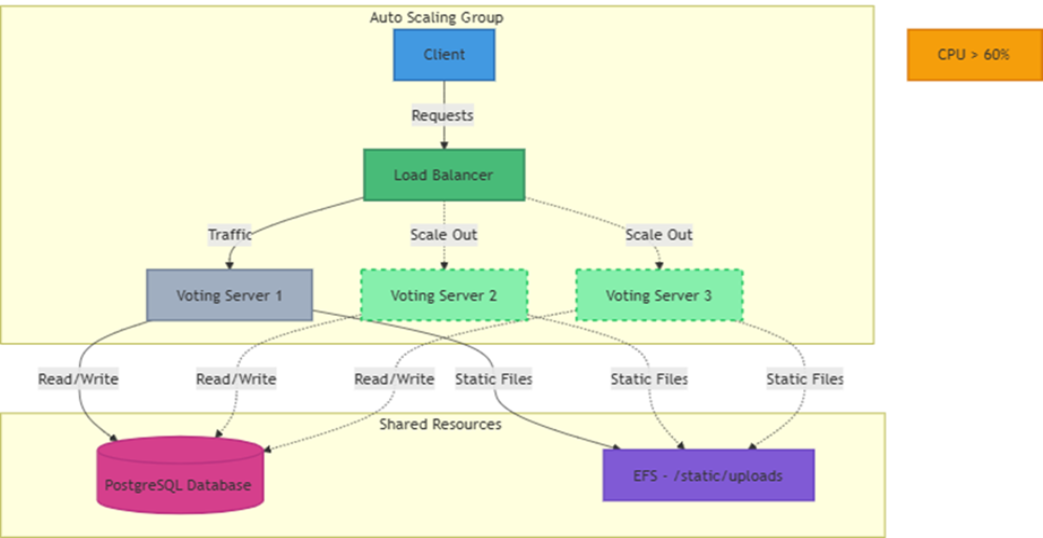 Auto Scaling Group
Client
CPU > 60%
Requests
Load Balancer
Traffic
Scale Out
Scale Out
Voting Server 1
Voting Server 2
Voting Server 3
Read/Write
Read/Write
Read/Write
Static Files
Static Files
Static Files
Shared Resources
PostgreSQL Database
EFS - /static/uploads